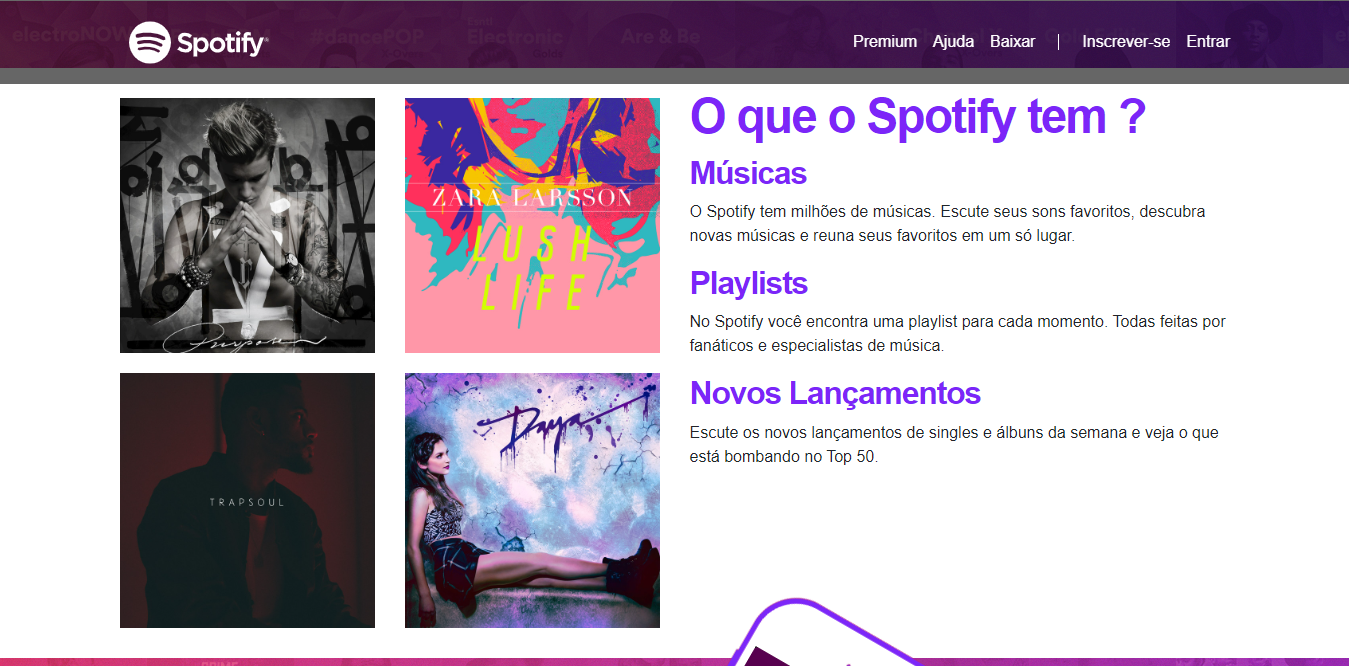 electroNOW
#dancePOP
Electronic
Are & Be
Spotify
Premium
Ajuda
Baixar
Inscrever-se
Entrar
Purpose
ZARA LARSSON
LUSH
LIFE
TRAPSOUL
Daya
O que o Spotify tem ?
Músicas
O Spotify tem milhões de músicas. Escute seus sons favoritos, descubra
novas músicas e reuna seus favoritos em um só lugar.
Playlists
No Spotify você encontra uma playlist para cada momento. Todas feitas por
fanáticos e especialistas de música.
Novos Lançamentos
Escute os novos lançamentos de singles e álbuns da semana e veja o que
está bombando no Top 50.